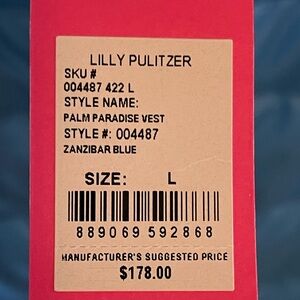 LILLY PULITZER
SKU #
004487 422 L
STYLE NAME:
PALM PARADISE VEST
STYLE #: 004487
ZANZIBAR BLUE
SIZE: L
889069 592868
MANUFACTURER'S SUGGESTED PRICE
$178.00